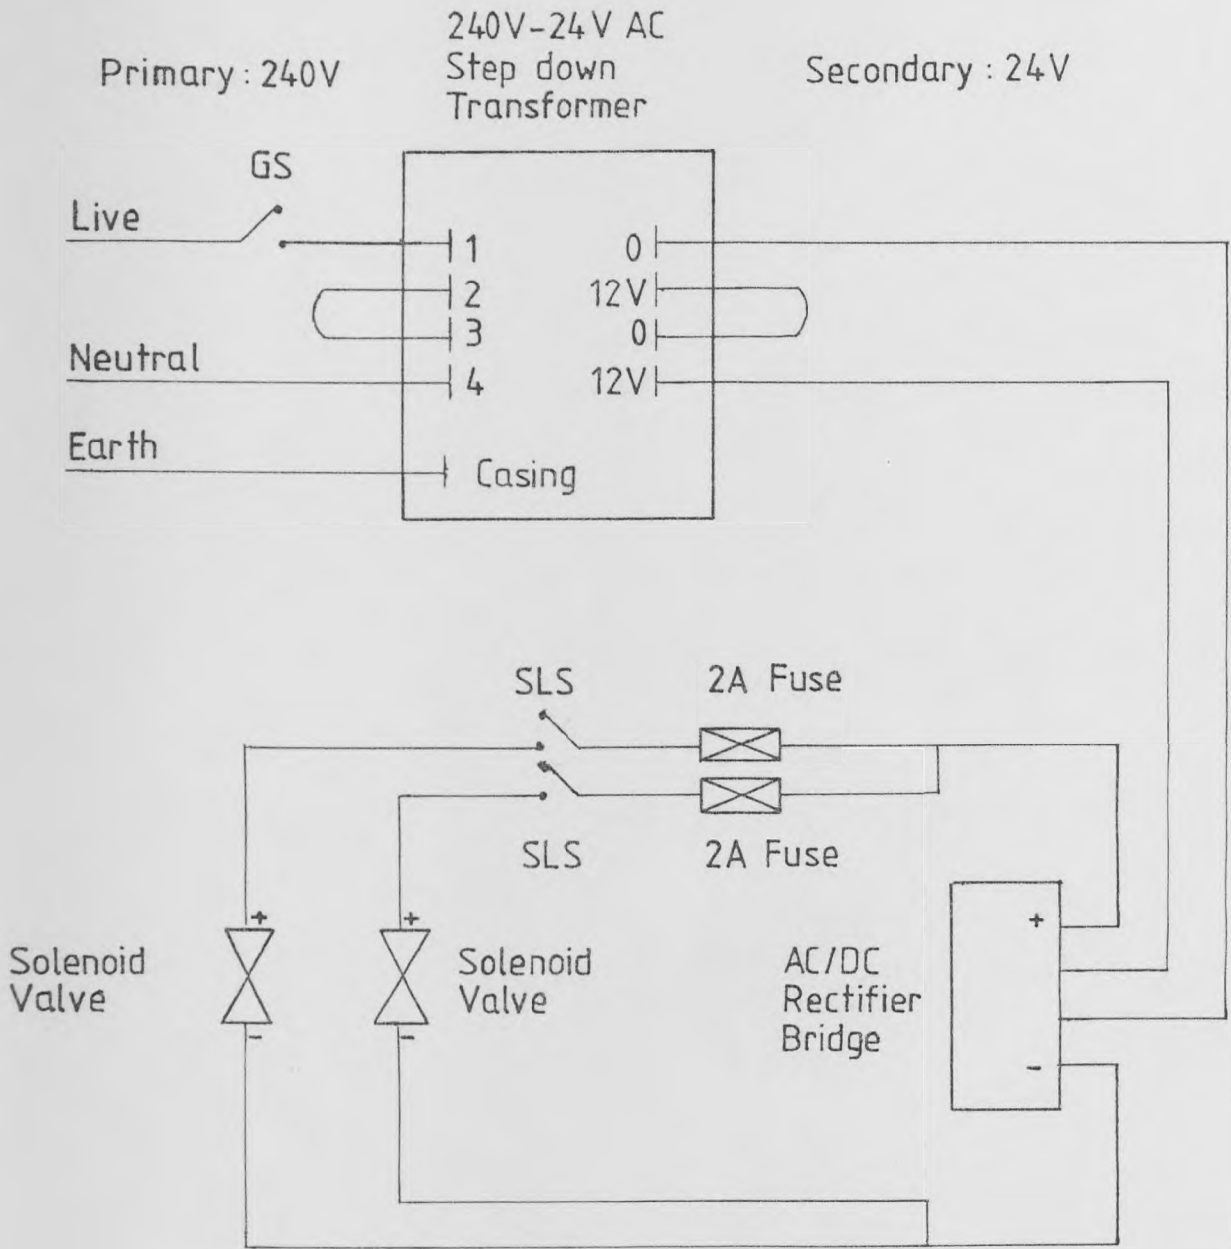 240V-24V AC
Step down
Transformer
Primary : 240V
Secondary : 24V
GS
Live
1
0
2
12V
3
0
Neutral
4
12V
Earth
Casing
SLS
2A Fuse
SLS
2A Fuse
+
+
+
Solenoid
Valve
Solenoid
Valve
AC/DC
Rectifier
Bridge
-
-
-